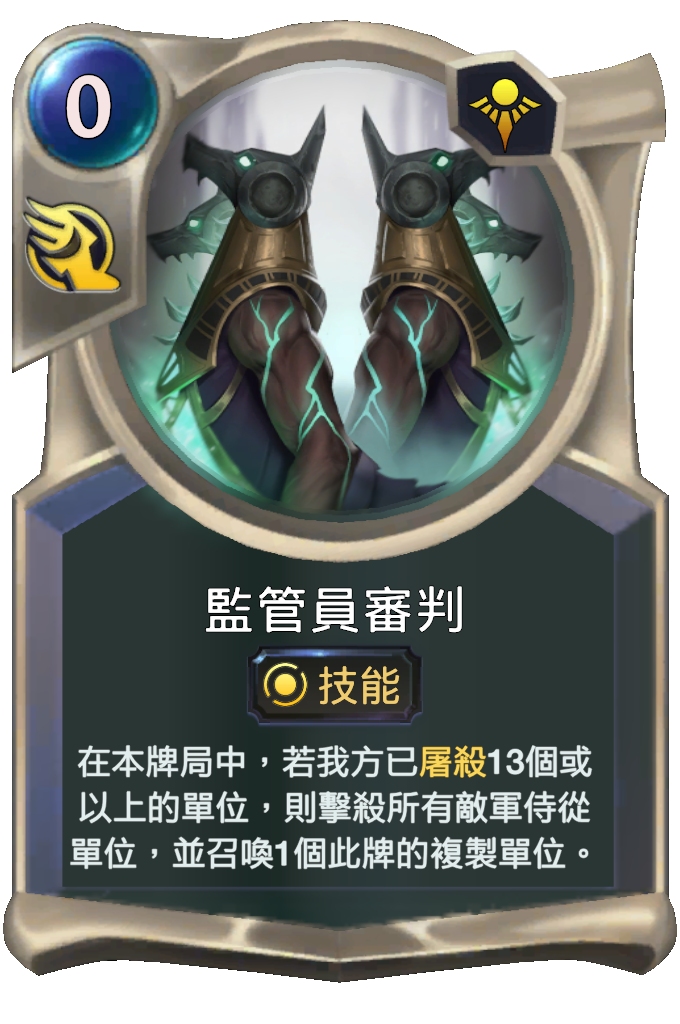 0
監管員審判
技能
在本牌局中，若我方已屠殺13個或
以上的單位，則擊殺所有敵軍侍從
單位，並召喚1個此牌的複製單位。